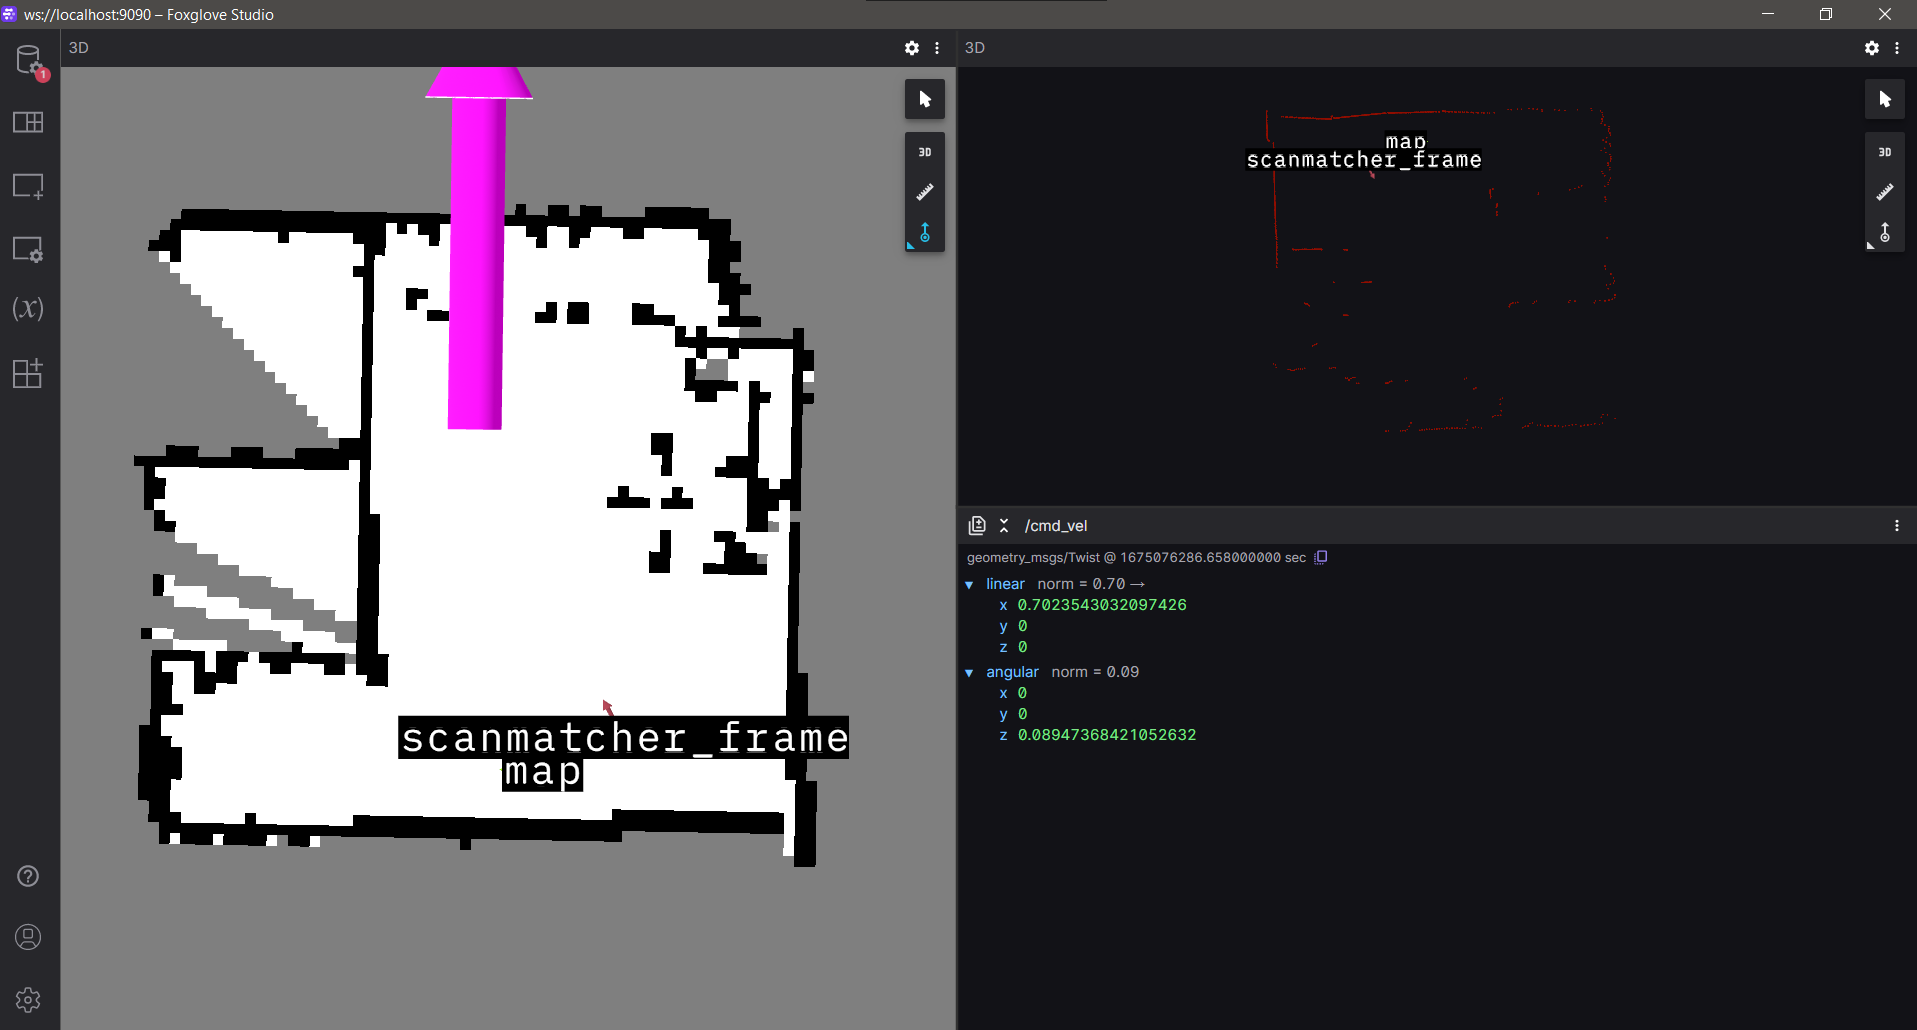 ws://localhost:9090 – Foxglove Studio
1
3D
3D
scanmatcher_frame
map
3D
3D
map
scanmatcher_frame
/cmd_vel
geometry_msgs/Twist @ 1675076286.658000000 sec
linear norm = 0.70 →
x 0.7023543032097426
y 0
z 0
angular norm = 0.09
x 0
y 0
z 0.08947368421052632
(x)